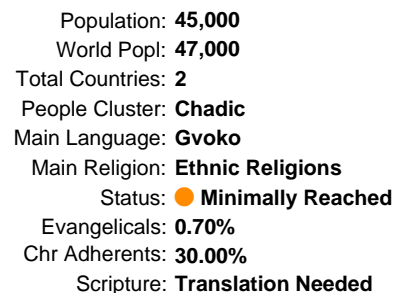 Population: 45,000
World Popl: 47,000
Total Countries: 2
People Cluster: Chadic
Main Language: Gvoko
Main Religion: Ethnic Religions
Status: Minimally Reached
Evangelicals: 0.70%
Chr Adherents: 30.00%
Scripture: Translation Needed